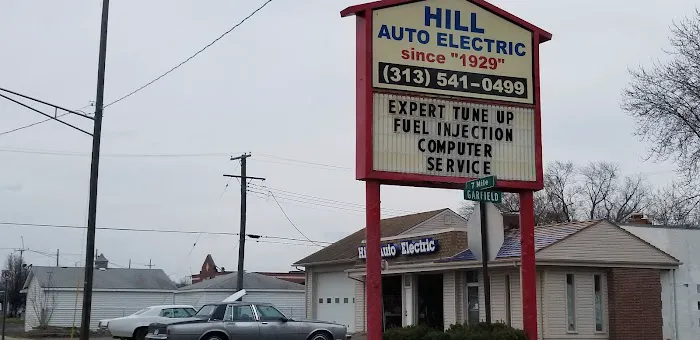 HILL
AUTO ELECTRIC
since "1929"
(313) 541-0499
EXPERT TUNE UP
FUEL INJECTION
COMPUTER
SERVICE
7 Mile
GARFIELD
Hill Auto Electric